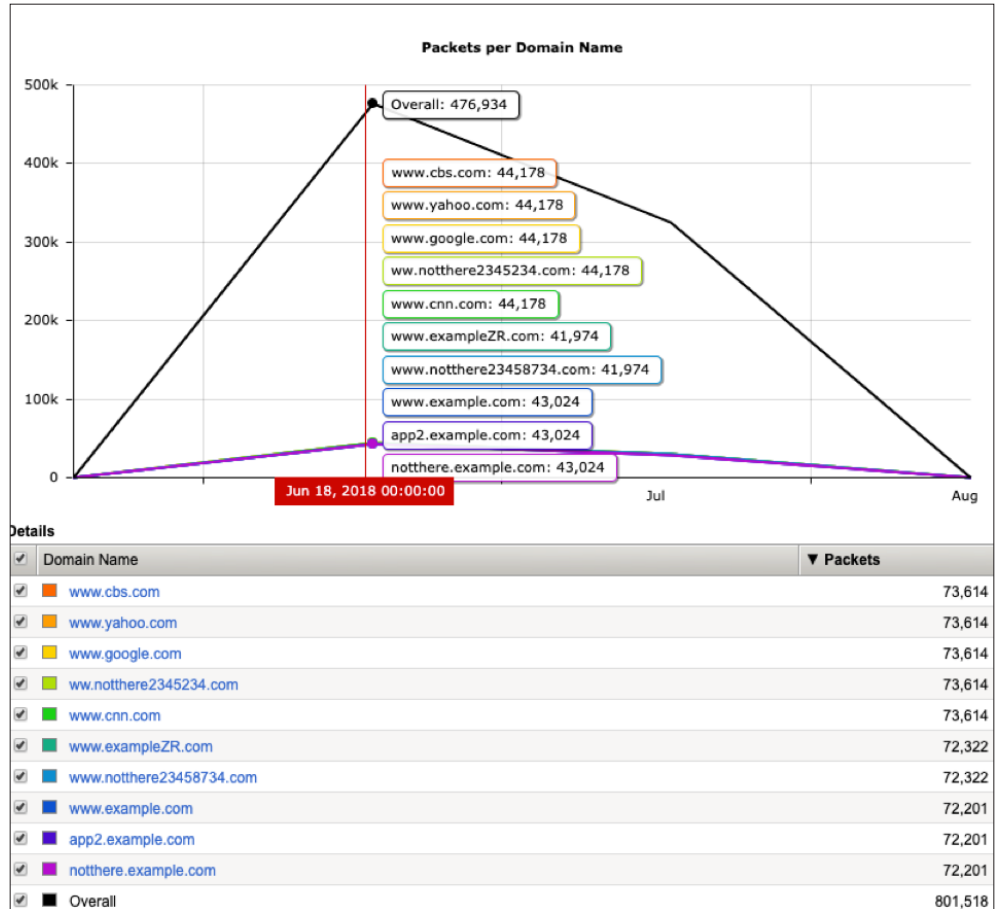 Packets per Domain Name
500k
Overall: 476,934
400k
www.cbs.com: 44,178
www.yahoo.com: 44,178
300k
www.google.com: 44,178
ww.notthere2345234.com: 44,178
www.cnn.com: 44,178
200k
www.exampleZR.com: 41,974
www.notthere23458734.com: 41,974
100k
www.example.com: 43,024
app2.example.com: 43,024
notthere.example.com: 43,024
0
Jun 18, 2018 00:00:00
Jul
Aug
Details
Domain Name ▼ Packets
www.cbs.com 73,614
www.yahoo.com 73,614
www.google.com 73,614
ww.notthere2345234.com 73,614
www.cnn.com 73,614
www.exampleZR.com 72,322
www.notthere23458734.com 72,322
www.example.com 72,201
app2.example.com 72,201
notthere.example.com 72,201
Overall 801,518